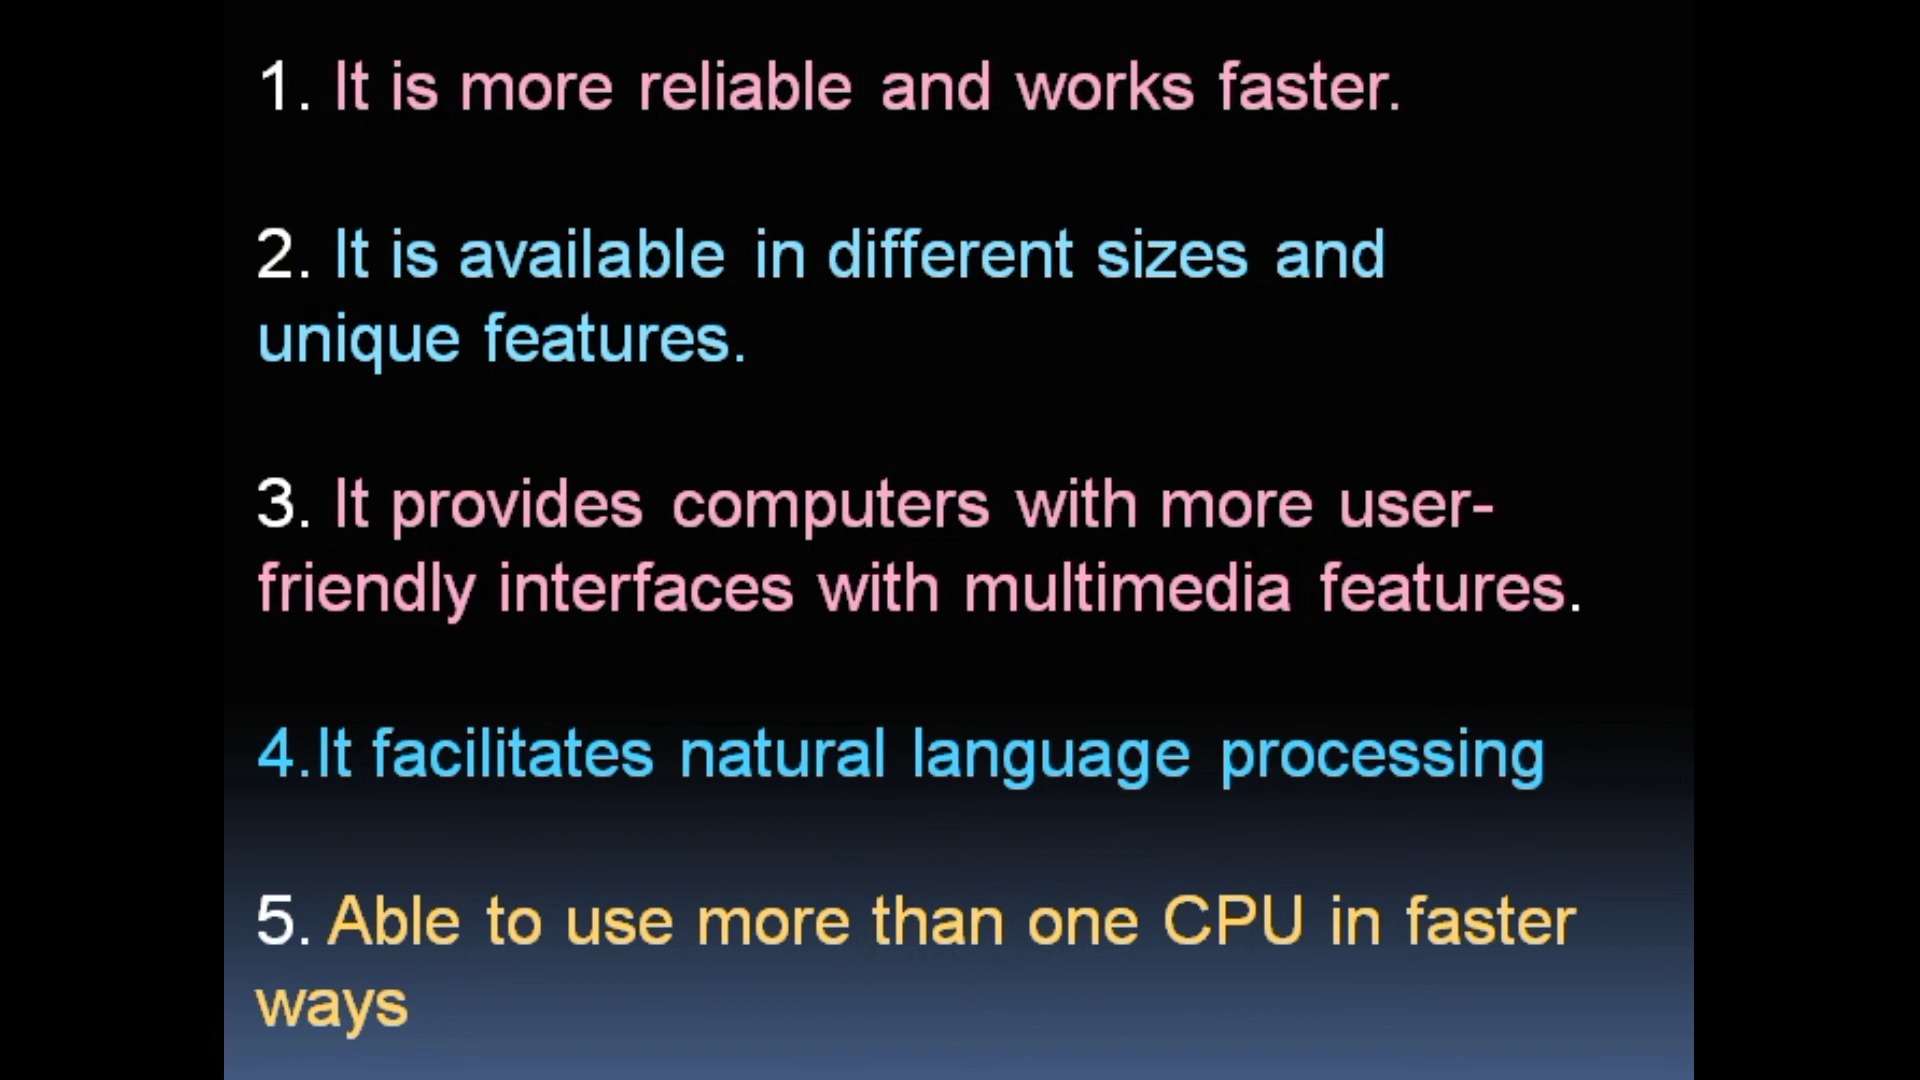 1. It is more reliable and works faster.
2. It is available in different sizes and
unique features.
3. It provides computers with more user-
friendly interfaces with multimedia features.
4.It facilitates natural language processing
5. Able to use more than one CPU in faster
ways